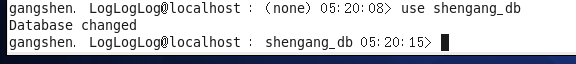 gangshen. LogLogLog@localhost : (none) 05:20:08> use shengang_db
Database changed
gangshen. LogLogLog@localhost : shengang_db 05:20:15>